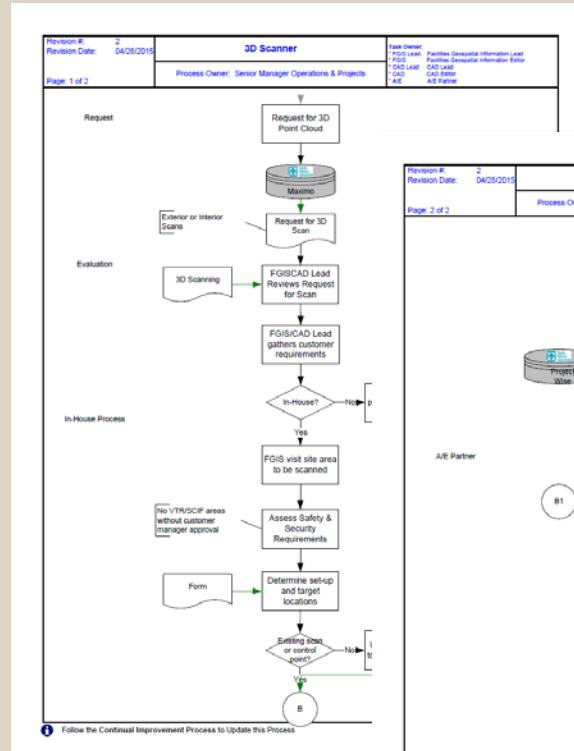 Revision #: 2
Revision Date: 04/28/2015
Page: 1 of 2
3D Scanner
Process Owner: Senior Manager Operations & Projects
Task Owner:
* FGIS Lead Facilities Geospatial Information Lead
* FGIS Facilities Geospatial Information Editor
* CAD Lead CAD Lead
* CAD CAD Editor
* A/E A/E Partner
Request
Request for 3D
Point Cloud
Maximo
Exterior or Interior
Scans
Request for 3D
Scan
Evaluation
3D Scanning
FGISCAD Lead
Reviews Request
for Scan
FGIS/CAD Lead
gathers customer
requirements
In-House?
No
p
Yes
In-House Process
FGIS visit site area
to be scanned
No VTR/SCIF areas
without customer
manager approval
Assess Safety &
Security
Requirements
Form
Determine set-up
and target
locations
Existing scan
or control
point?
No
Yes
B
Follow the Continual Improvement Process to Update this Process
Revision #: 2
Revision Date: 04/28/2015
Page: 2 of 2
Process O
Project
Wise
A/E Partner
B1